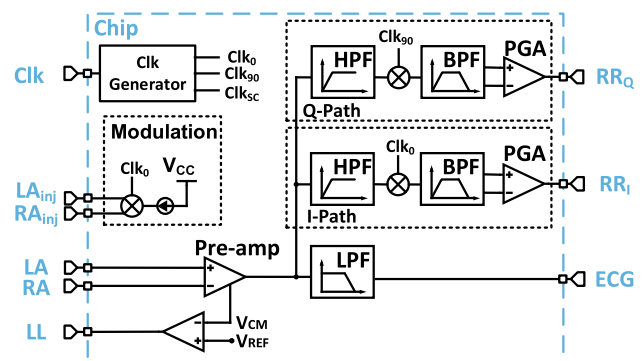 Chip
Clk
Clk Generator
Clk0
Clk90
ClkSC
Modulation
Clk0
VCC
LAinj
RAinj
HPF
Clk90
BPF
PGA
+
−
Q-Path
RRQ
HPF
Clk0
BPF
PGA
+
−
I-Path
RRI
Pre-amp
LA
RA
+
−
LPF
ECG
LL
−
+
VCM
VREF